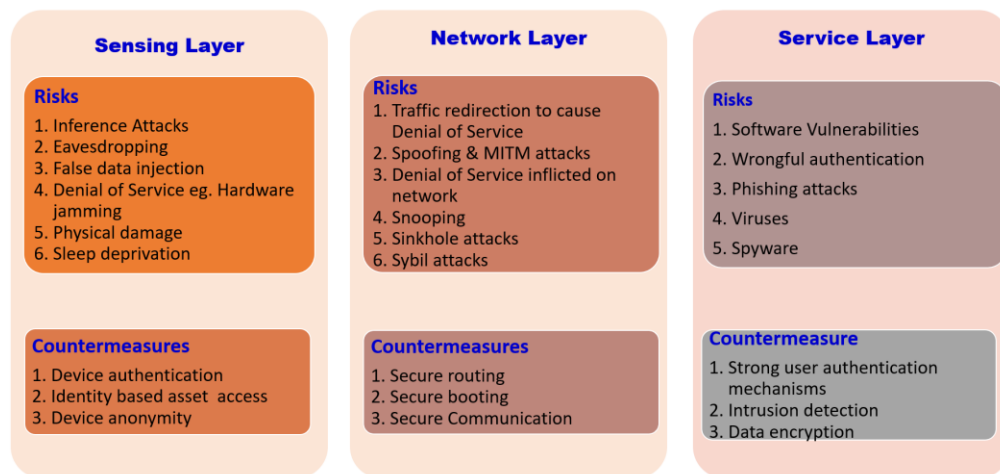 Sensing Layer
Risks
1. Inference Attacks
2. Eavesdropping
3. False data injection
4. Denial of Service eg. Hardware
jamming
5. Physical damage
6. Sleep deprivation
Countermeasures
1. Device authentication
2. Identity based asset access
3. Device anonymity
Network Layer
Risks
1. Traffic redirection to cause
Denial of Service
2. Spoofing & MITM attacks
3. Denial of Service inflicted on
network
4. Snooping
5. Sinkhole attacks
6. Sybil attacks
Countermeasures
1. Secure routing
2. Secure booting
3. Secure Communication
Service Layer
Risks
1. Software Vulnerabilities
2. Wrongful authentication
3. Phishing attacks
4. Viruses
5. Spyware
Countermeasure
1. Strong user authentication
mechanisms
2. Intrusion detection
3. Data encryption